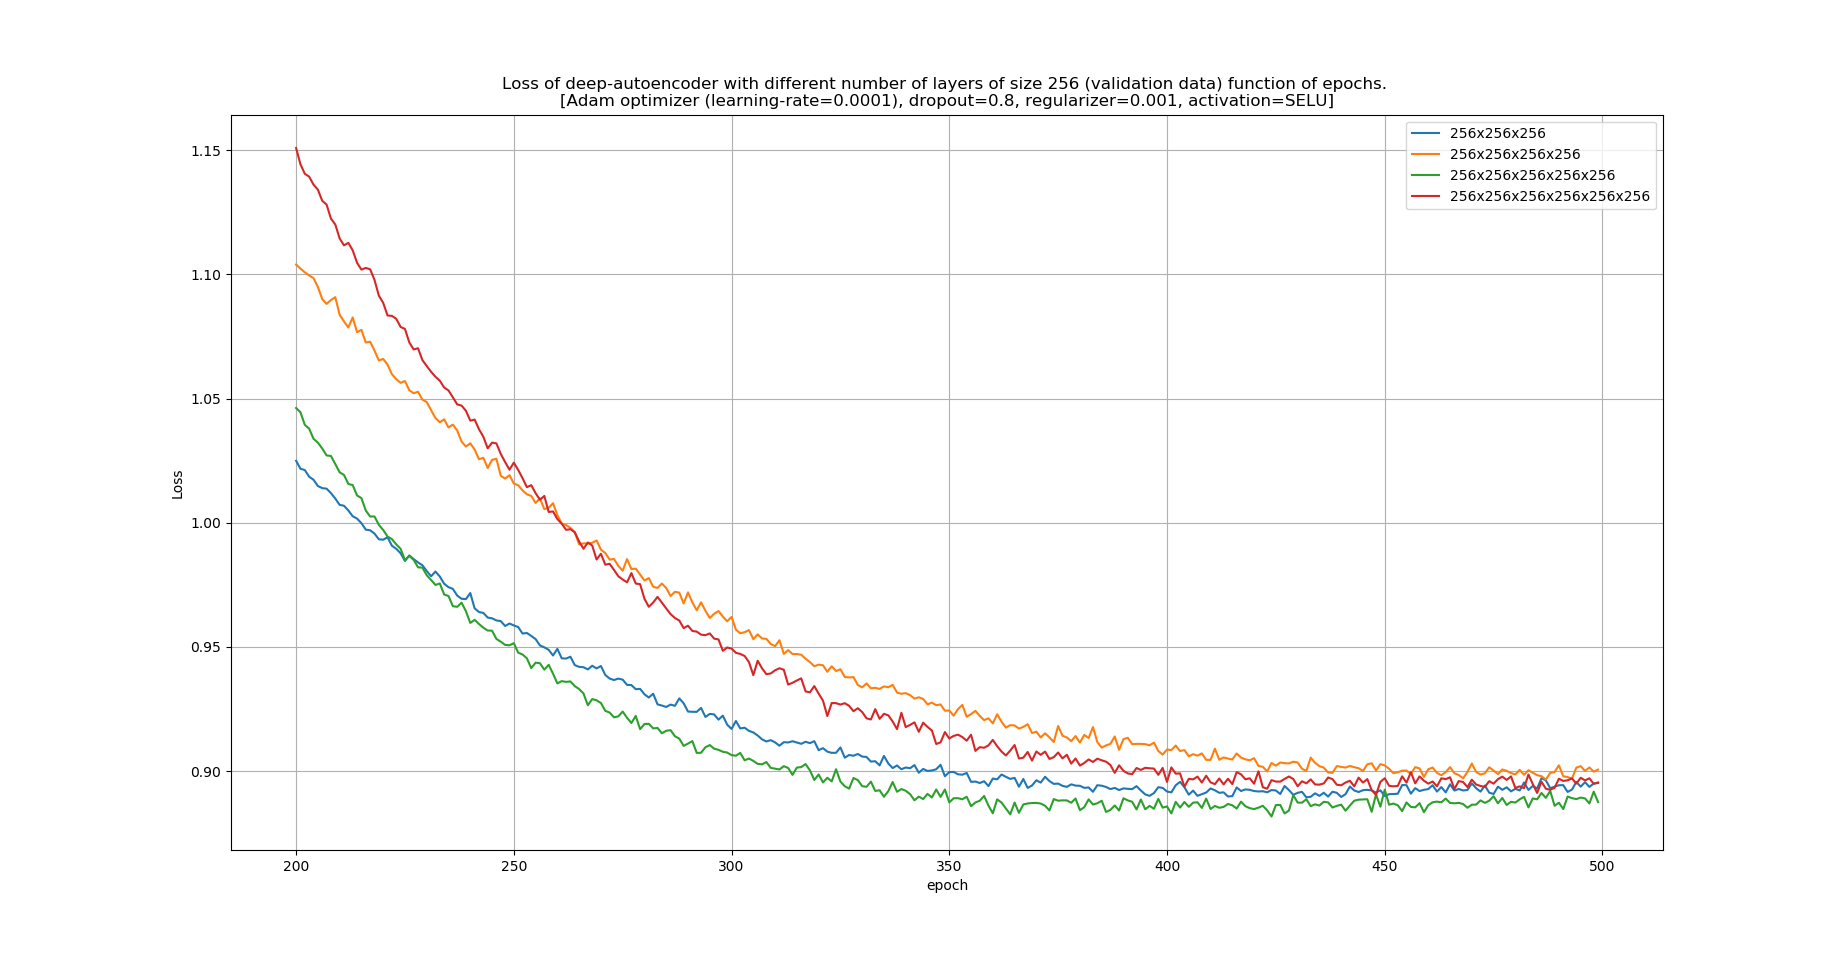 Loss of deep-autoencoder with different number of layers of size 256 (validation data) function of epochs.
[Adam optimizer (learning-rate=0.0001), dropout=0.8, regularizer=0.001, activation=SELU]
256x256x256
256x256x256x256
256x256x256x256x256
256x256x256x256x256x256
1.15
1.10
1.05
1.00
0.95
0.90
Loss
200 250 300 350 400 450 500
epoch